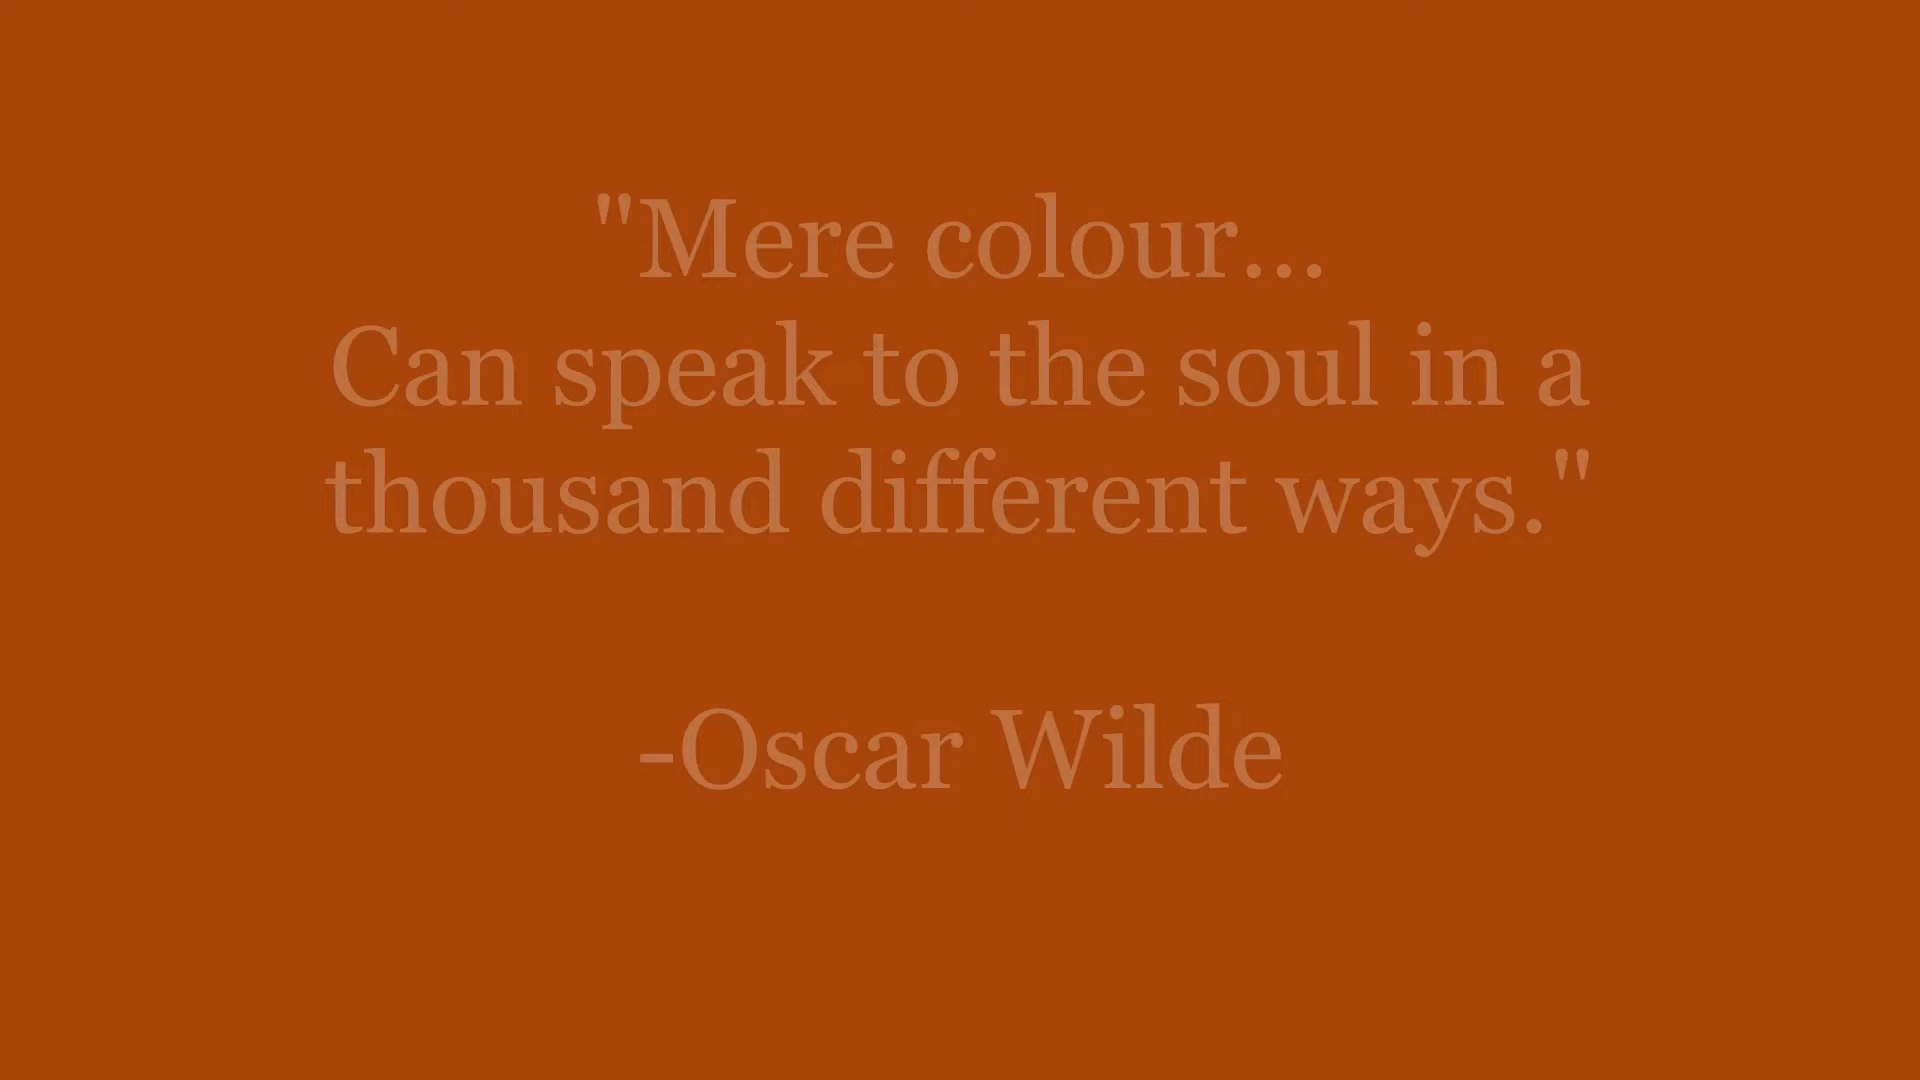 "Mere colour...
Can speak to the soul in a
thousand different ways."
-Oscar Wilde